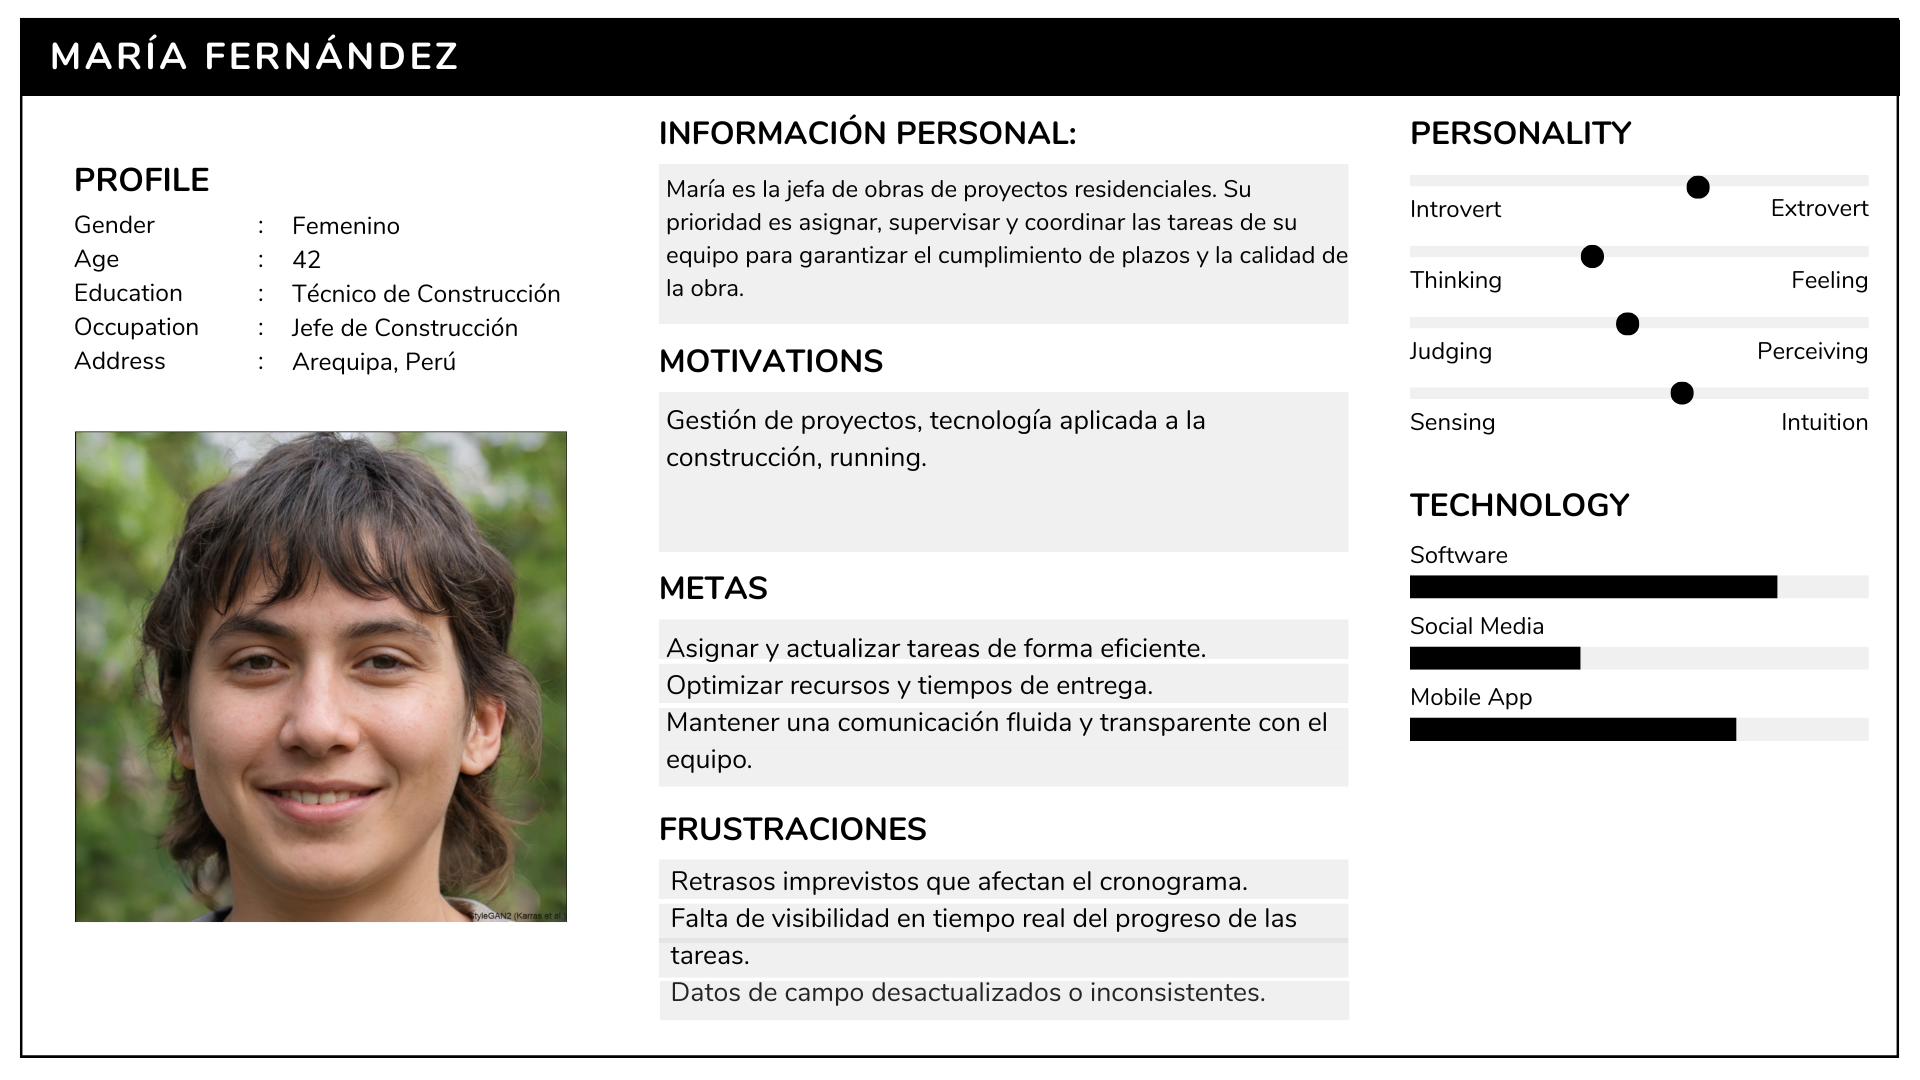 MARÍA FERNÁNDEZ
PROFILE
Gender : Femenino
Age : 42
Education : Técnico de Construcción
Occupation : Jefe de Construcción
Address : Arequipa, Perú
StyleGAN2 (Karras et al.)
INFORMACIÓN PERSONAL:
María es la jefa de obras de proyectos residenciales. Su
prioridad es asignar, supervisar y coordinar las tareas de su
equipo para garantizar el cumplimiento de plazos y la calidad de
la obra.
MOTIVATIONS
Gestión de proyectos, tecnología aplicada a la
construcción, running.
METAS
Asignar y actualizar tareas de forma eficiente.
Optimizar recursos y tiempos de entrega.
Mantener una comunicación fluida y transparente con el
equipo.
FRUSTRACIONES
Retrasos imprevistos que afectan el cronograma.
Falta de visibilidad en tiempo real del progreso de las
tareas.
Datos de campo desactualizados o inconsistentes.
PERSONALITY
Introvert Extrovert
Thinking Feeling
Judging Perceiving
Sensing Intuition
TECHNOLOGY
Software
Social Media
Mobile App